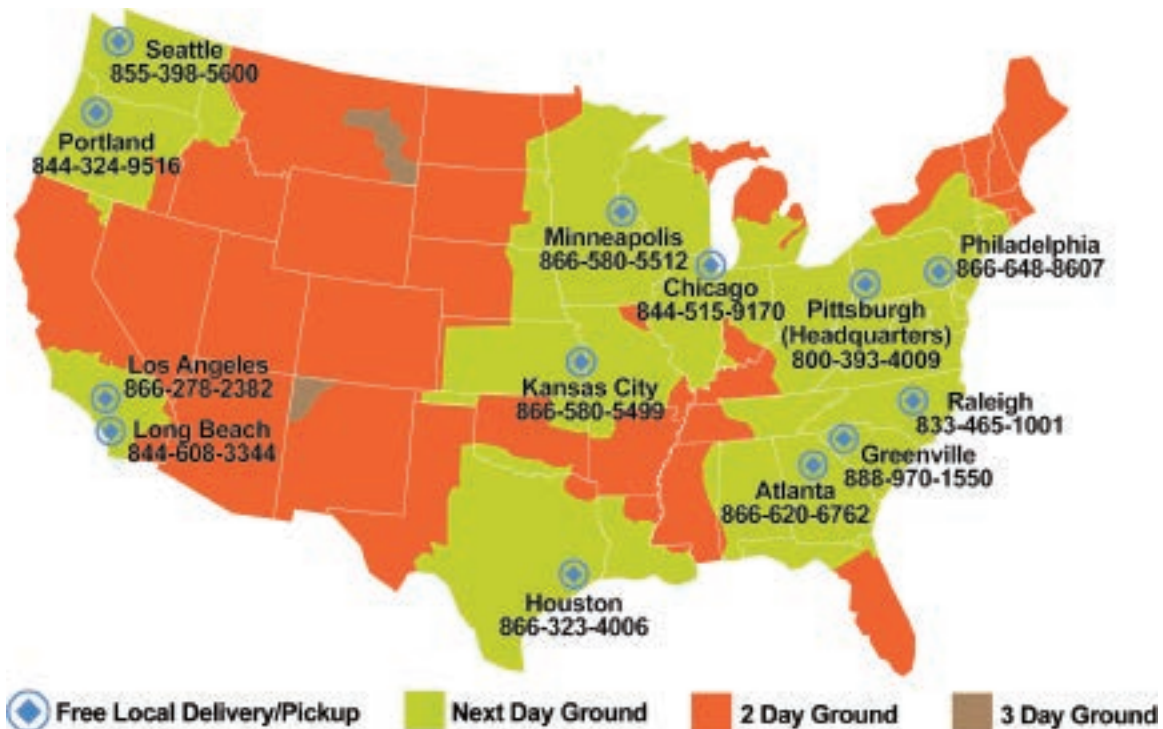 Seattle
855-398-5600
Portland
844-324-9516
Minneapolis
866-580-5512
Chicago
844-515-9170
Philadelphia
866-648-8607
Pittsburgh
(Headquarters)
800-393-4009
Los Angeles
866-278-2382
Long Beach
844-608-3344
Kansas City
866-580-5499
Raleigh
833-465-1001
Greenville
888-970-1550
Atlanta
866-620-6762
Houston
866-323-4006
Free Local Delivery/Pickup
Next Day Ground
2 Day Ground
3 Day Ground